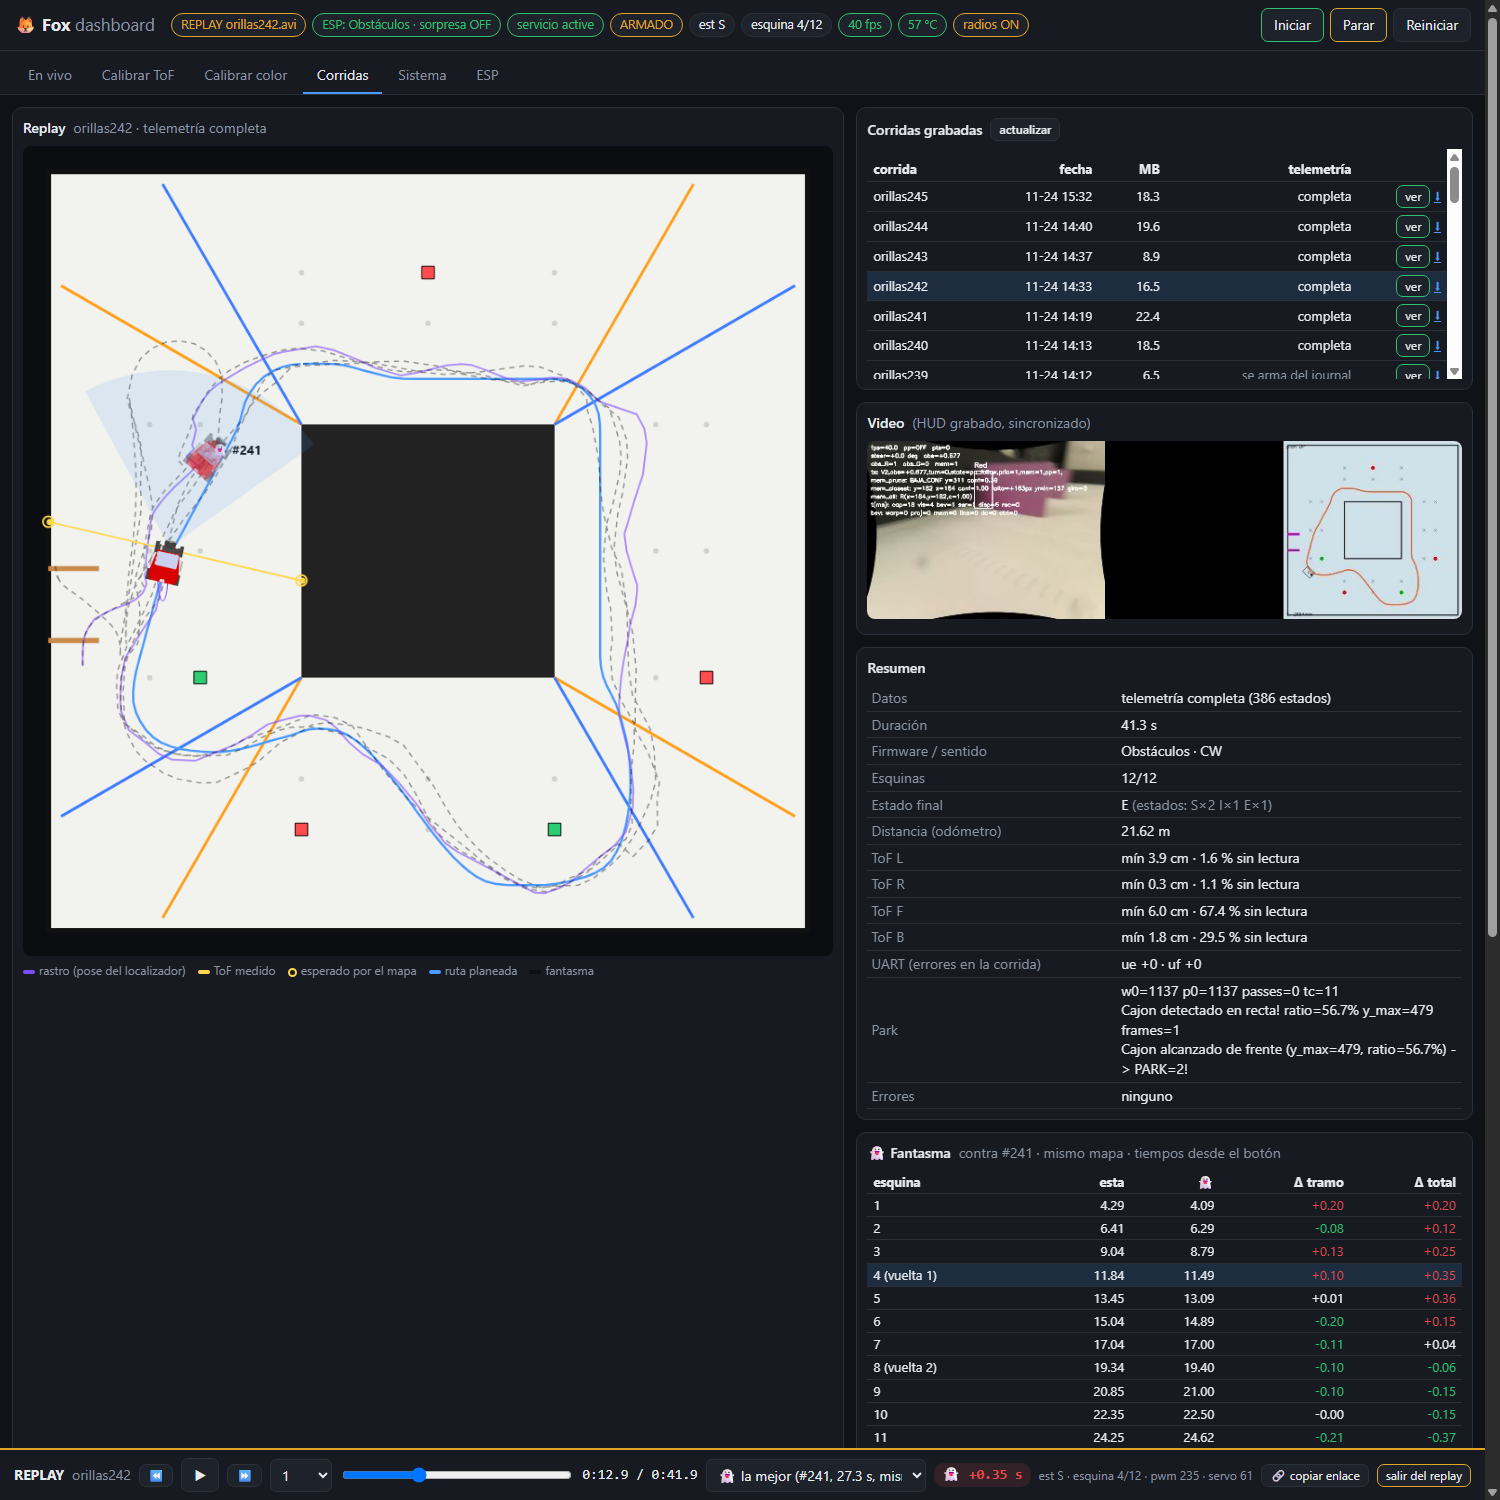 Fox dashboard REPLAY orillas242.avi ESP: Obstáculos · sorpresa OFF servicio active ARMADO est S esquina 4/12 40 fps 57 °C radios ON Iniciar Parar Reiniciar
En vivo Calibrar ToF Calibrar color Corridas Sistema ESP
Replay orillas242 · telemetría completa
#241
rastro (pose del localizador) ToF medido esperado por el mapa ruta planeada fantasma
Corridas grabadas actualizar
corrida fecha MB telemetría
orillas245 11-24 15:32 18.3 completa ver
orillas244 11-24 14:40 19.6 completa ver
orillas243 11-24 14:37 8.9 completa ver
orillas242 11-24 14:33 16.5 completa ver
orillas241 11-24 14:19 22.4 completa ver
orillas240 11-24 14:13 18.5 completa ver
orillas239 11-24 14:12 6.5 se arma del journal ver
Video (HUD grabado, sincronizado)
Red
Resumen
Datos telemetría completa (386 estados)
Duración 41.3 s
Firmware / sentido Obstáculos · CW
Esquinas 12/12
Estado final E (estados: S×2 I×1 E×1)
Distancia (odómetro) 21.62 m
ToF L mín 3.9 cm · 1.6 % sin lectura
ToF R mín 0.3 cm · 1.1 % sin lectura
ToF F mín 6.0 cm · 67.4 % sin lectura
ToF B mín 1.8 cm · 29.5 % sin lectura
UART (errores en la corrida) ue +0 · uf +0
Park w0=1137 p0=1137 passes=0 tc=11
Cajon detectado en recta! ratio=56.7% y_max=479
frames=1
Cajon alcanzado de frente (y_max=479, ratio=56.7%) -
> PARK=2!
Errores ninguno
Fantasma contra #241 · mismo mapa · tiempos desde el botón
esquina esta Δ tramo Δ total
1 4.29 4.09 +0.20 +0.20
2 6.41 6.29 -0.08 +0.12
3 9.04 8.79 +0.13 +0.25
4 (vuelta 1) 11.84 11.49 +0.10 +0.35
5 13.45 13.09 +0.01 +0.36
6 15.04 14.89 -0.20 +0.15
7 17.04 17.00 -0.11 +0.04
8 (vuelta 2) 19.34 19.40 -0.10 -0.06
9 20.85 21.00 -0.10 -0.15
10 22.35 22.50 -0.00 -0.15
11 24.25 24.62 -0.21 -0.37
REPLAY orillas242 1 0:12.9 / 0:41.9 la mejor (#241, 27.3 s, mis +0.35 s est S · esquina 4/12 · pwm 235 · servo 61 copiar enlace salir del replay